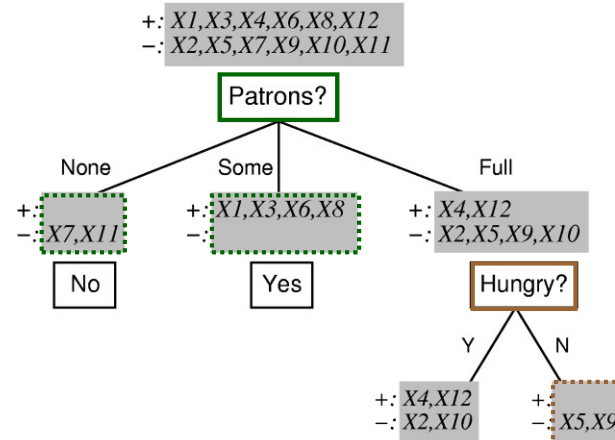 +: X1,X3,X4,X6,X8,X12
−: X2,X5,X7,X9,X10,X11
Patrons?
None Some Full
+: +: X1,X3,X6,X8 +: X4,X12
−: X7,X11 −: −: X2,X5,X9,X10
No Yes Hungry?
Y N
+: X4,X12 +:
−: X2,X10 −: X5,X9